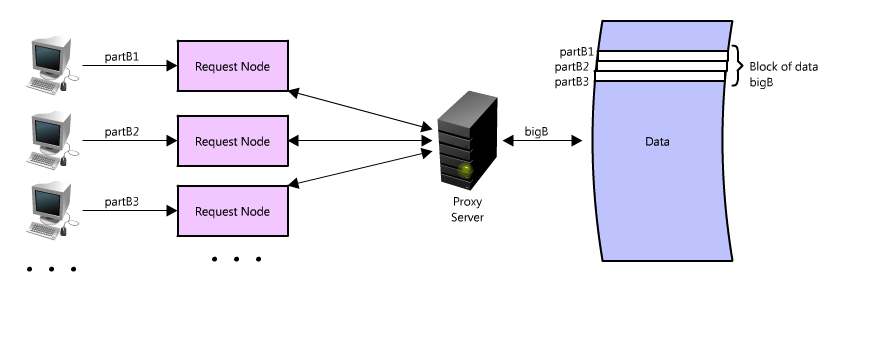 partB1
Request Node
partB2
Request Node
partB3
Request Node
Proxy
Server
bigB
partB1
partB2
partB3
Block of data
bigB
Data